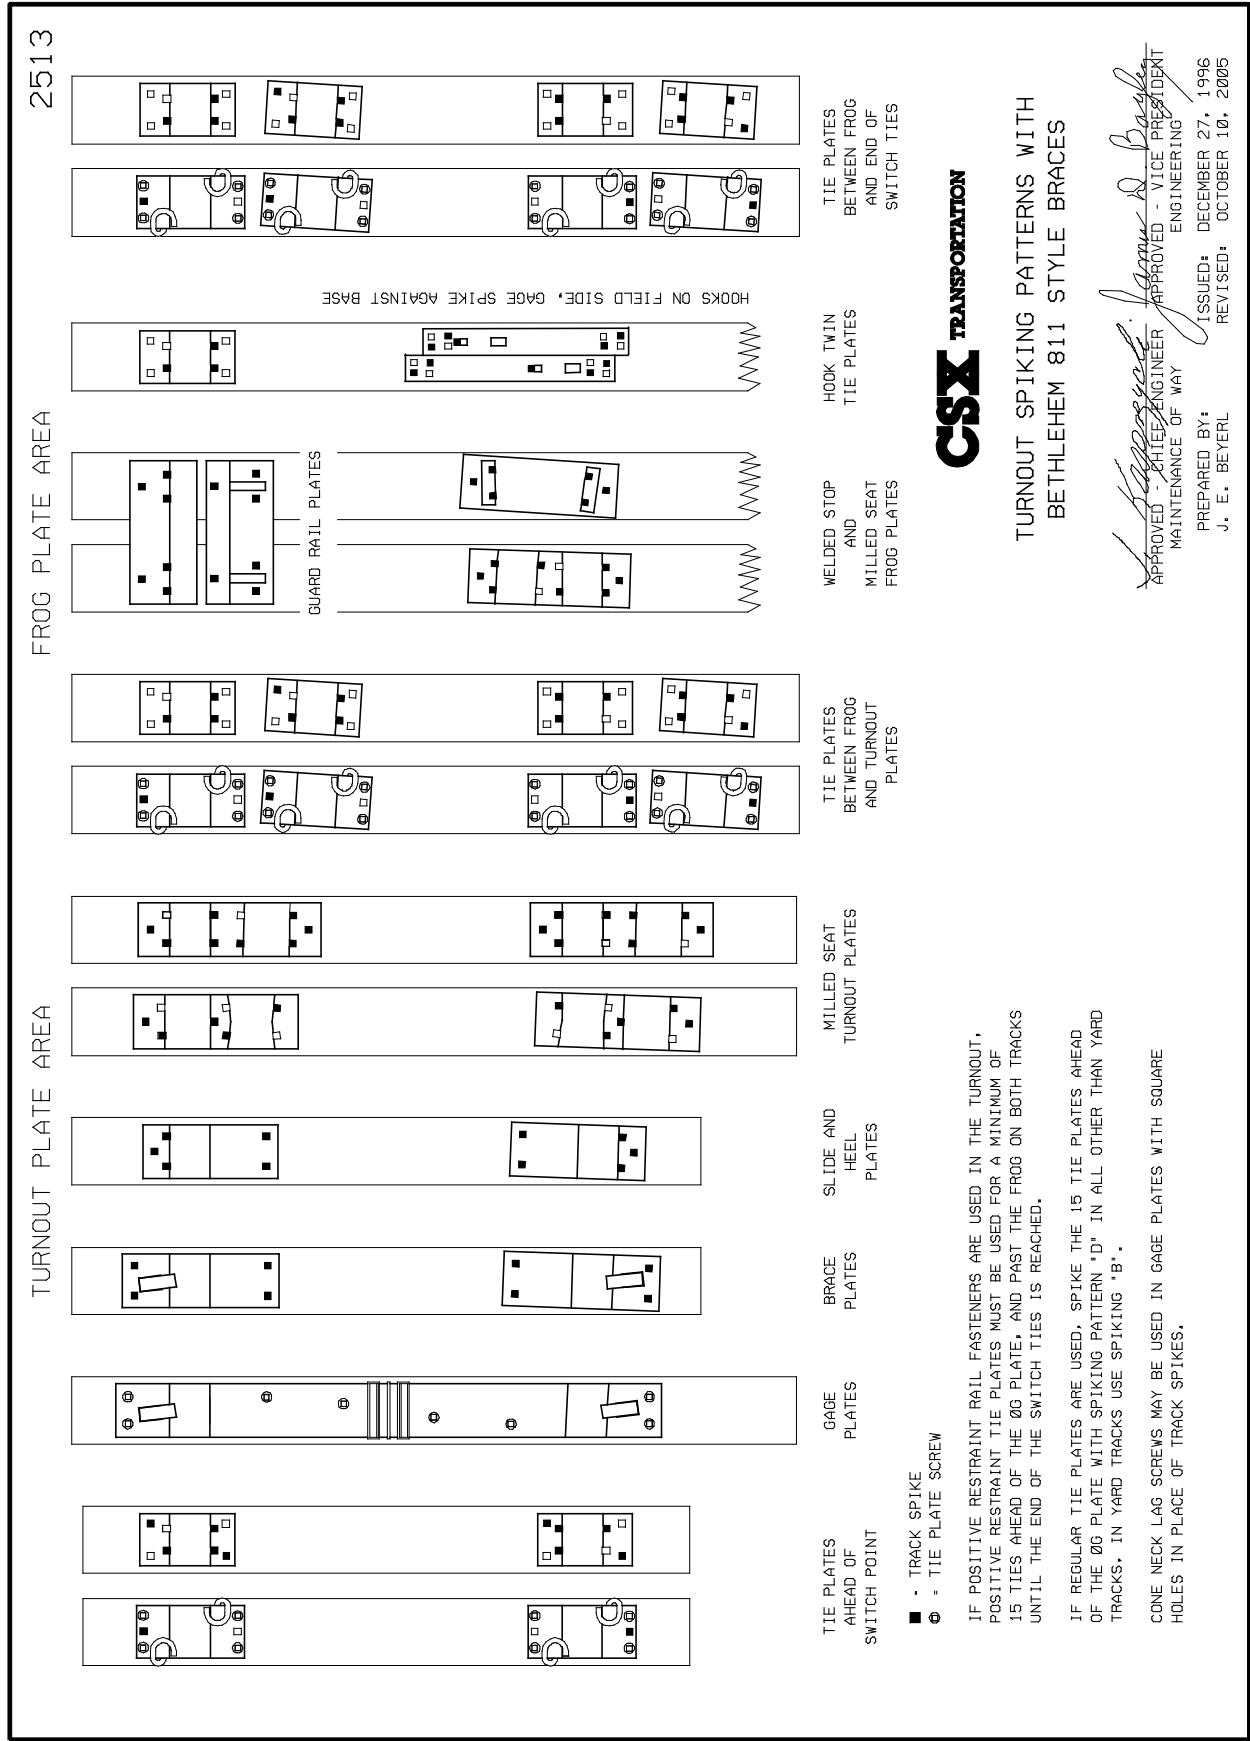 2513
TURNOUT PLATE AREA
FROG PLATE AREA
GUARD RAIL PLATES
HOOKS ON FIELD SIDE, GAGE SPIKE AGAINST BASE
TIE PLATES
AHEAD OF
SWITCH POINT
GAGE
PLATES
BRACE
PLATES
SLIDE AND
HEEL
PLATES
MILLED SEAT
TURNOUT PLATES
TIE PLATES
BETWEEN FROG
AND TURNOUT
PLATES
WELDED STOP
AND
MILLED SEAT
FROG PLATES
HOOK TWIN
TIE PLATES
TIE PLATES
BETWEEN FROG
AND END OF
SWITCH TIES
■ - TRACK SPIKE
- TIE PLATE SCREW
IF POSITIVE RESTRAINT RAIL FASTENERS ARE USED IN THE TURNOUT,
POSITIVE RESTRAINT TIE PLATES MUST BE USED FOR A MINIMUM OF
15 TIES AHEAD OF THE 0G PLATE, AND PAST THE FROG ON BOTH TRACKS
UNTIL THE END OF THE SWITCH TIES IS REACHED.
IF REGULAR TIE PLATES ARE USED, SPIKE THE 15 TIE PLATES AHEAD
OF THE 0G PLATE WITH SPIKING PATTERN "D" IN ALL OTHER THAN YARD
TRACKS. IN YARD TRACKS USE SPIKING "B".
CONE NECK LAG SCREWS MAY BE USED IN GAGE PLATES WITH SQUARE
HOLES IN PLACE OF TRACK SPIKES.
CSX TRANSPORTATION
TURNOUT SPIKING PATTERNS WITH
BETHLEHEM 811 STYLE BRACES
APPROVED - CHIEF ENGINEER
MAINTENANCE OF WAY
APPROVED - VICE PRESIDENT
ENGINEERING
PREPARED BY:
J. E. BEYERL
ISSUED: DECEMBER 27, 1996
REVISED: OCTOBER 10, 2005